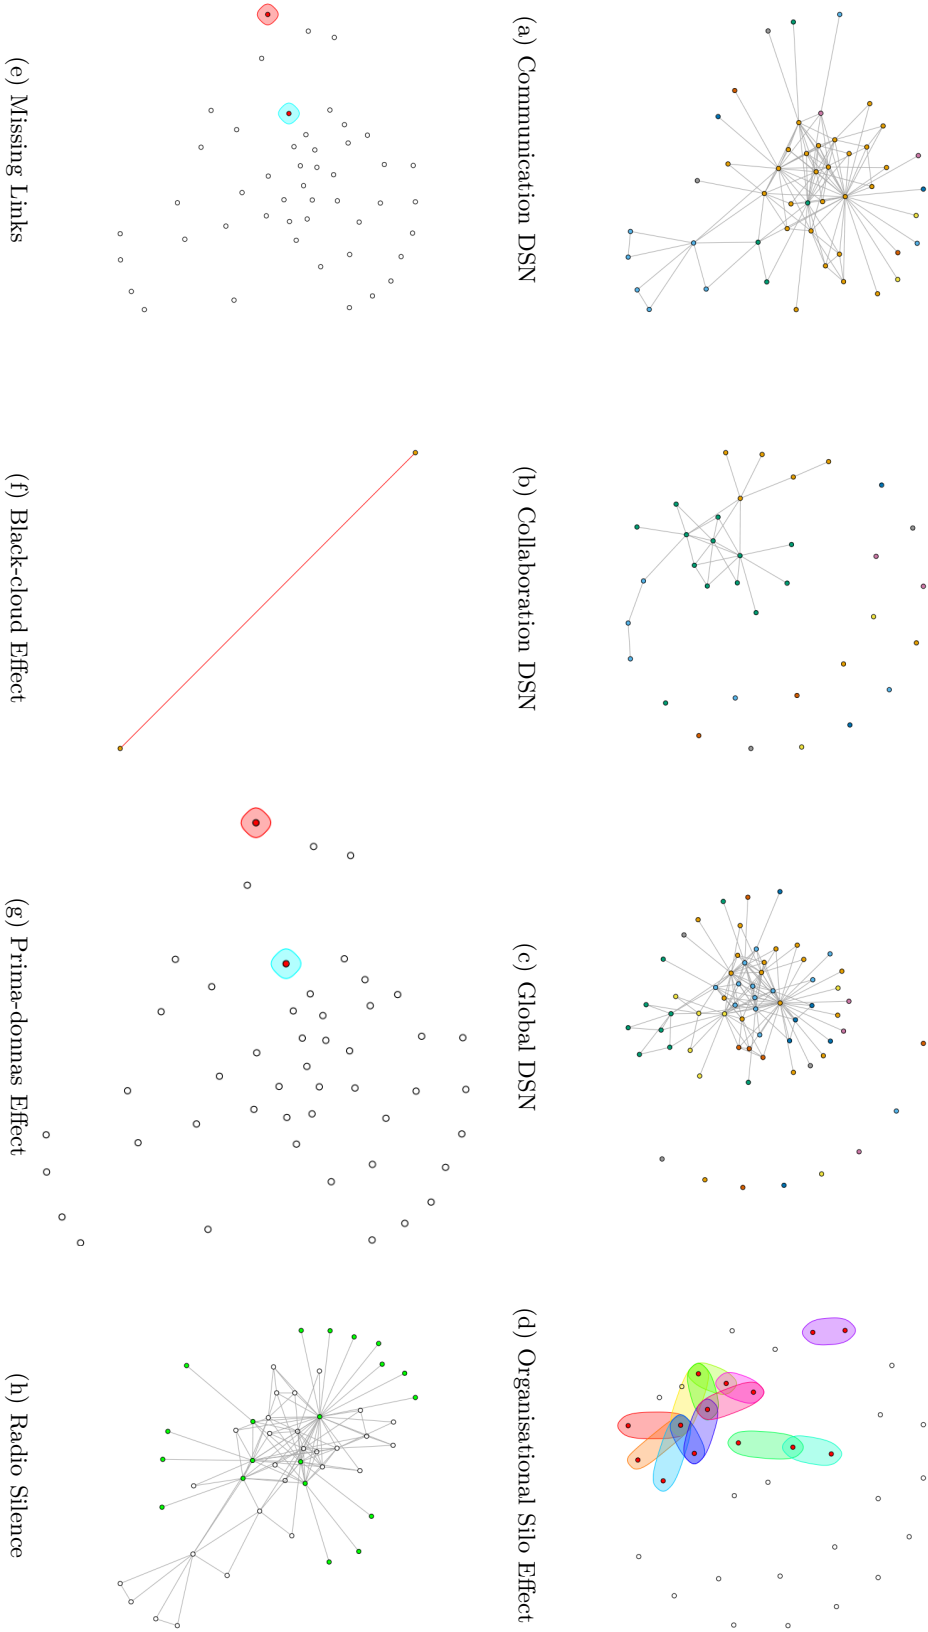 (a) Communication DSN
(b) Collaboration DSN
(c) Global DSN
(d) Organisational Silo Effect
(e) Missing Links
(f) Black-cloud Effect
(g) Prima-donnas Effect
(h) Radio Silence